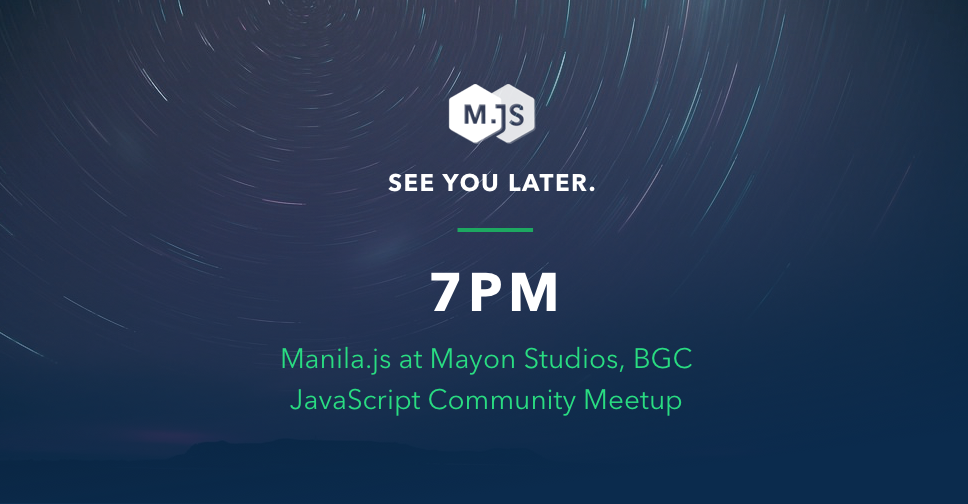 M.JS
SEE YOU LATER.
7PM
Manila.js at Mayon Studios, BGC
JavaScript Community Meetup